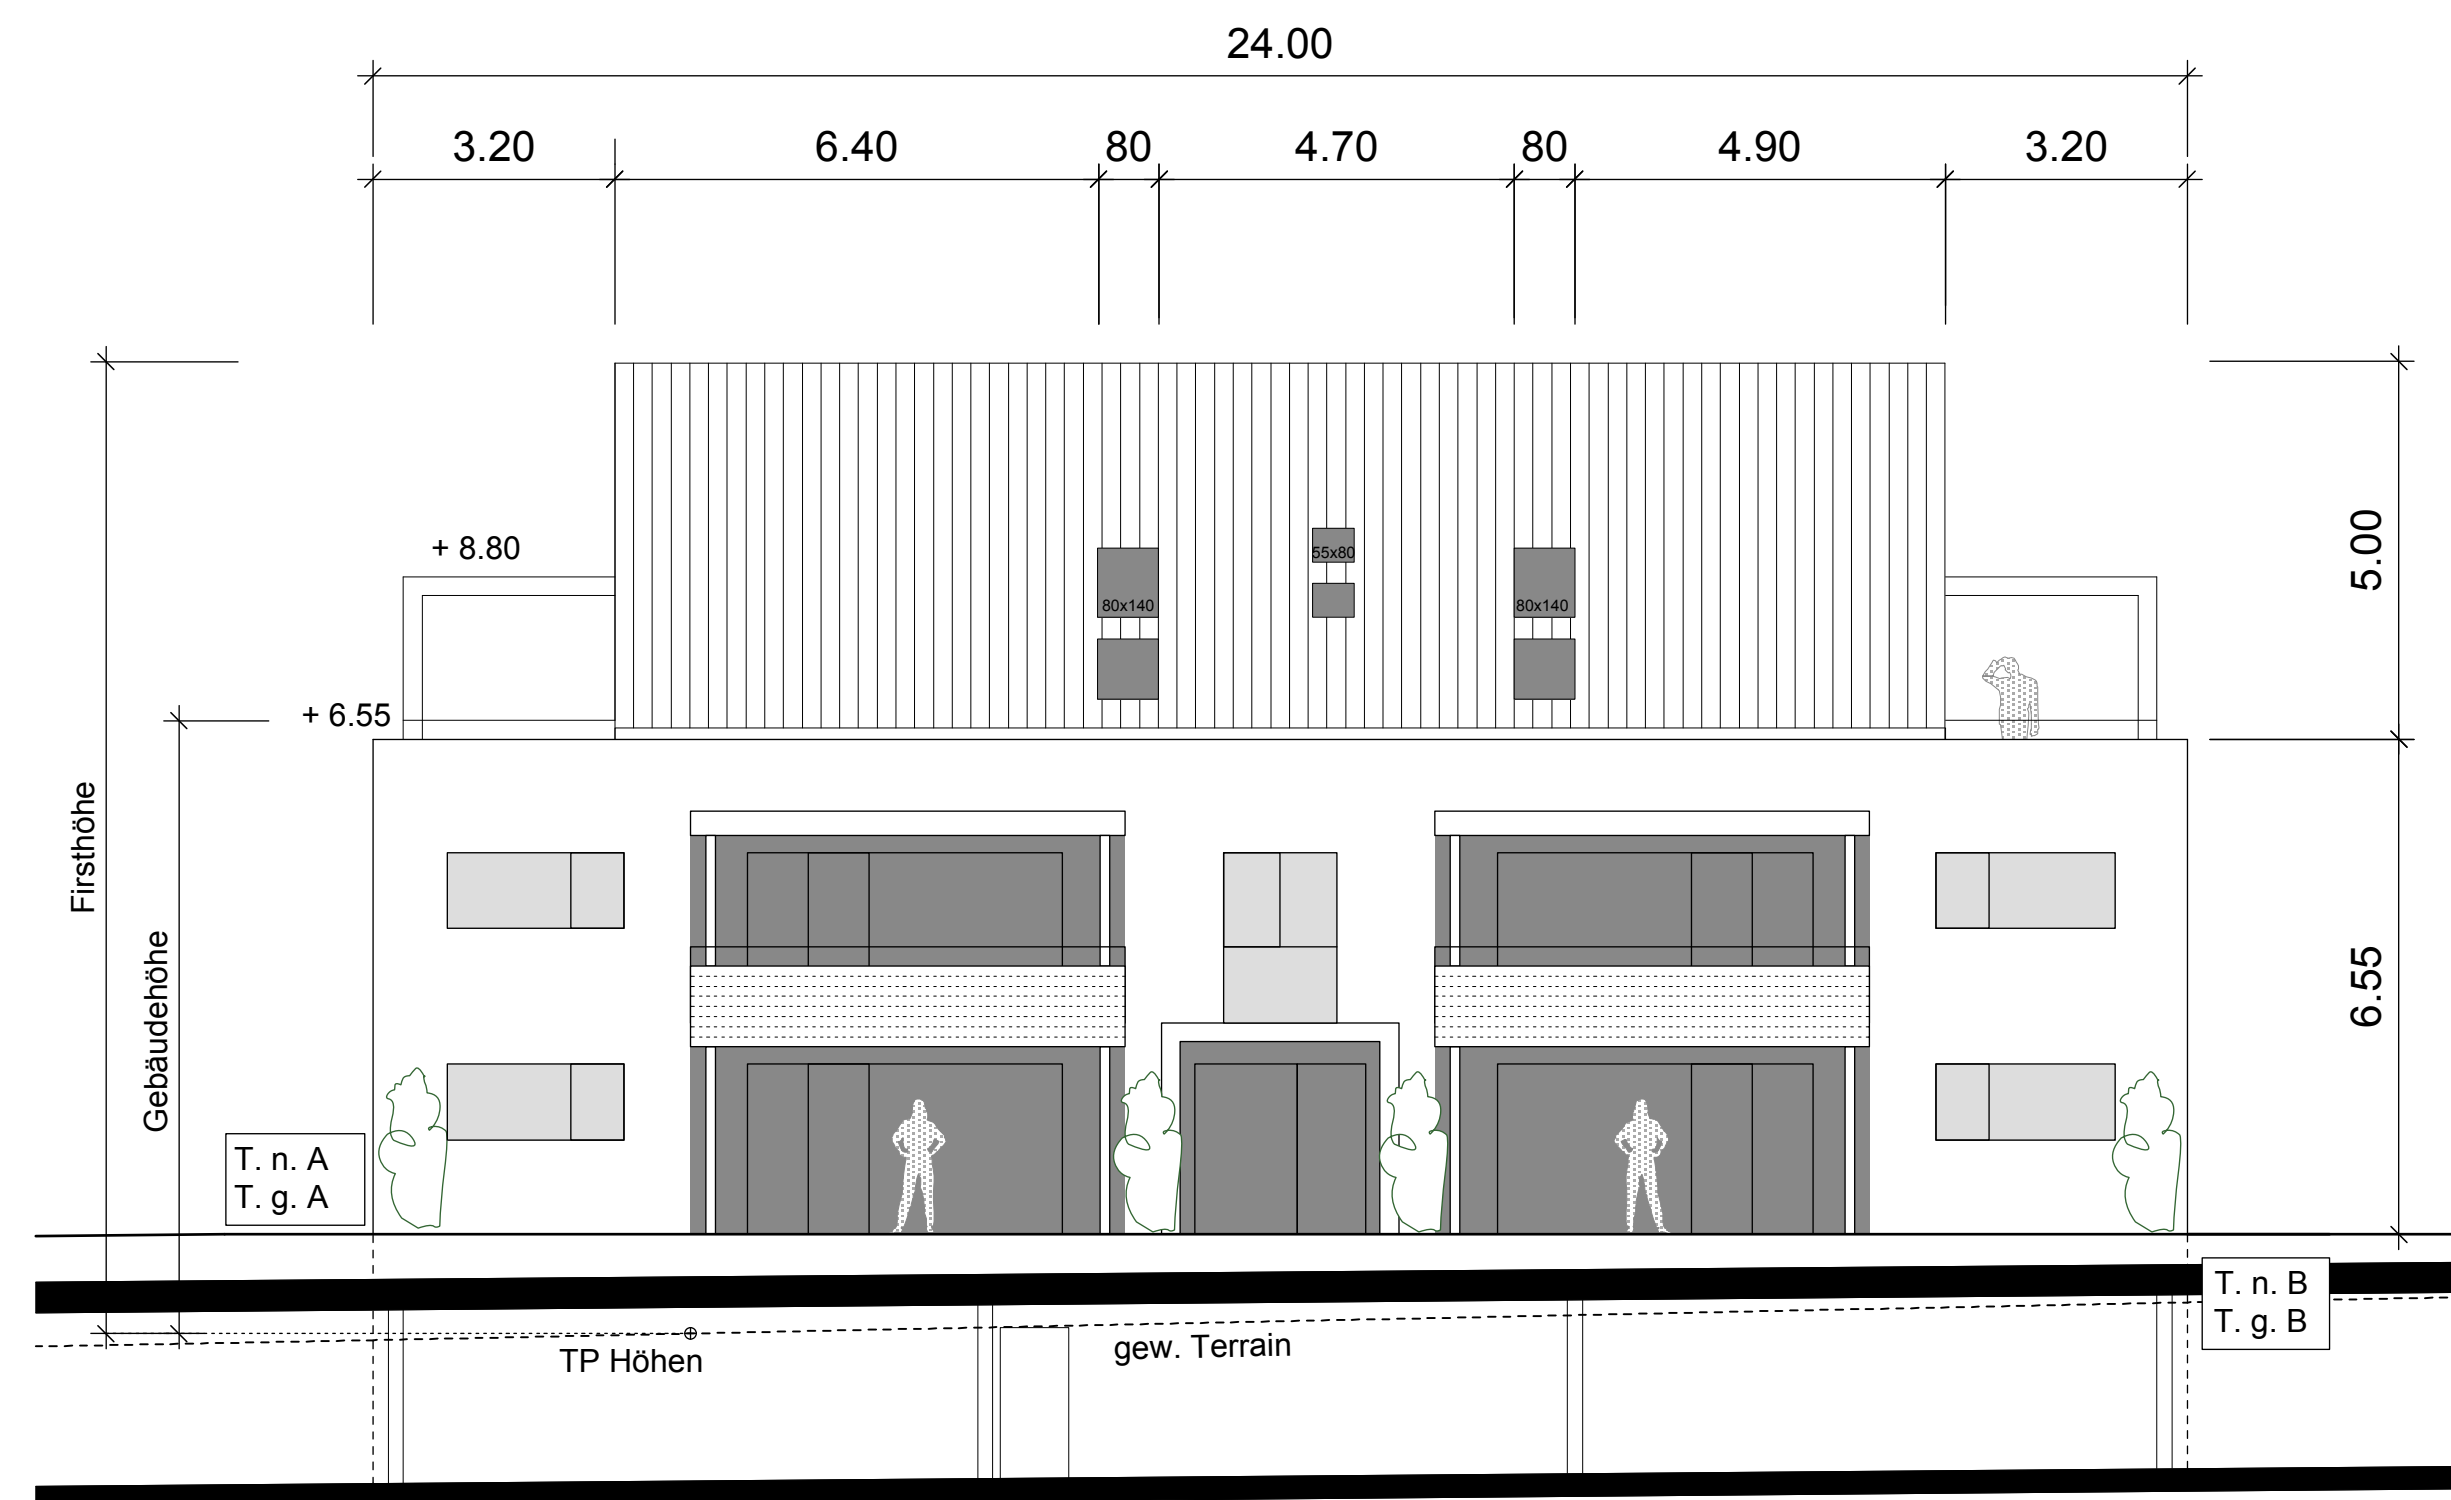 24.00
3.20
6.40
80
4.70
80
4.90
3.20
+ 8.80
55x80
80x140
80x140
5.00
+ 6.55
Firsthöhe
Gebäudehöhe
6.55
T. n. A
T. g. A
T. n. B
T. g. B
TP Höhen
gew. Terrain